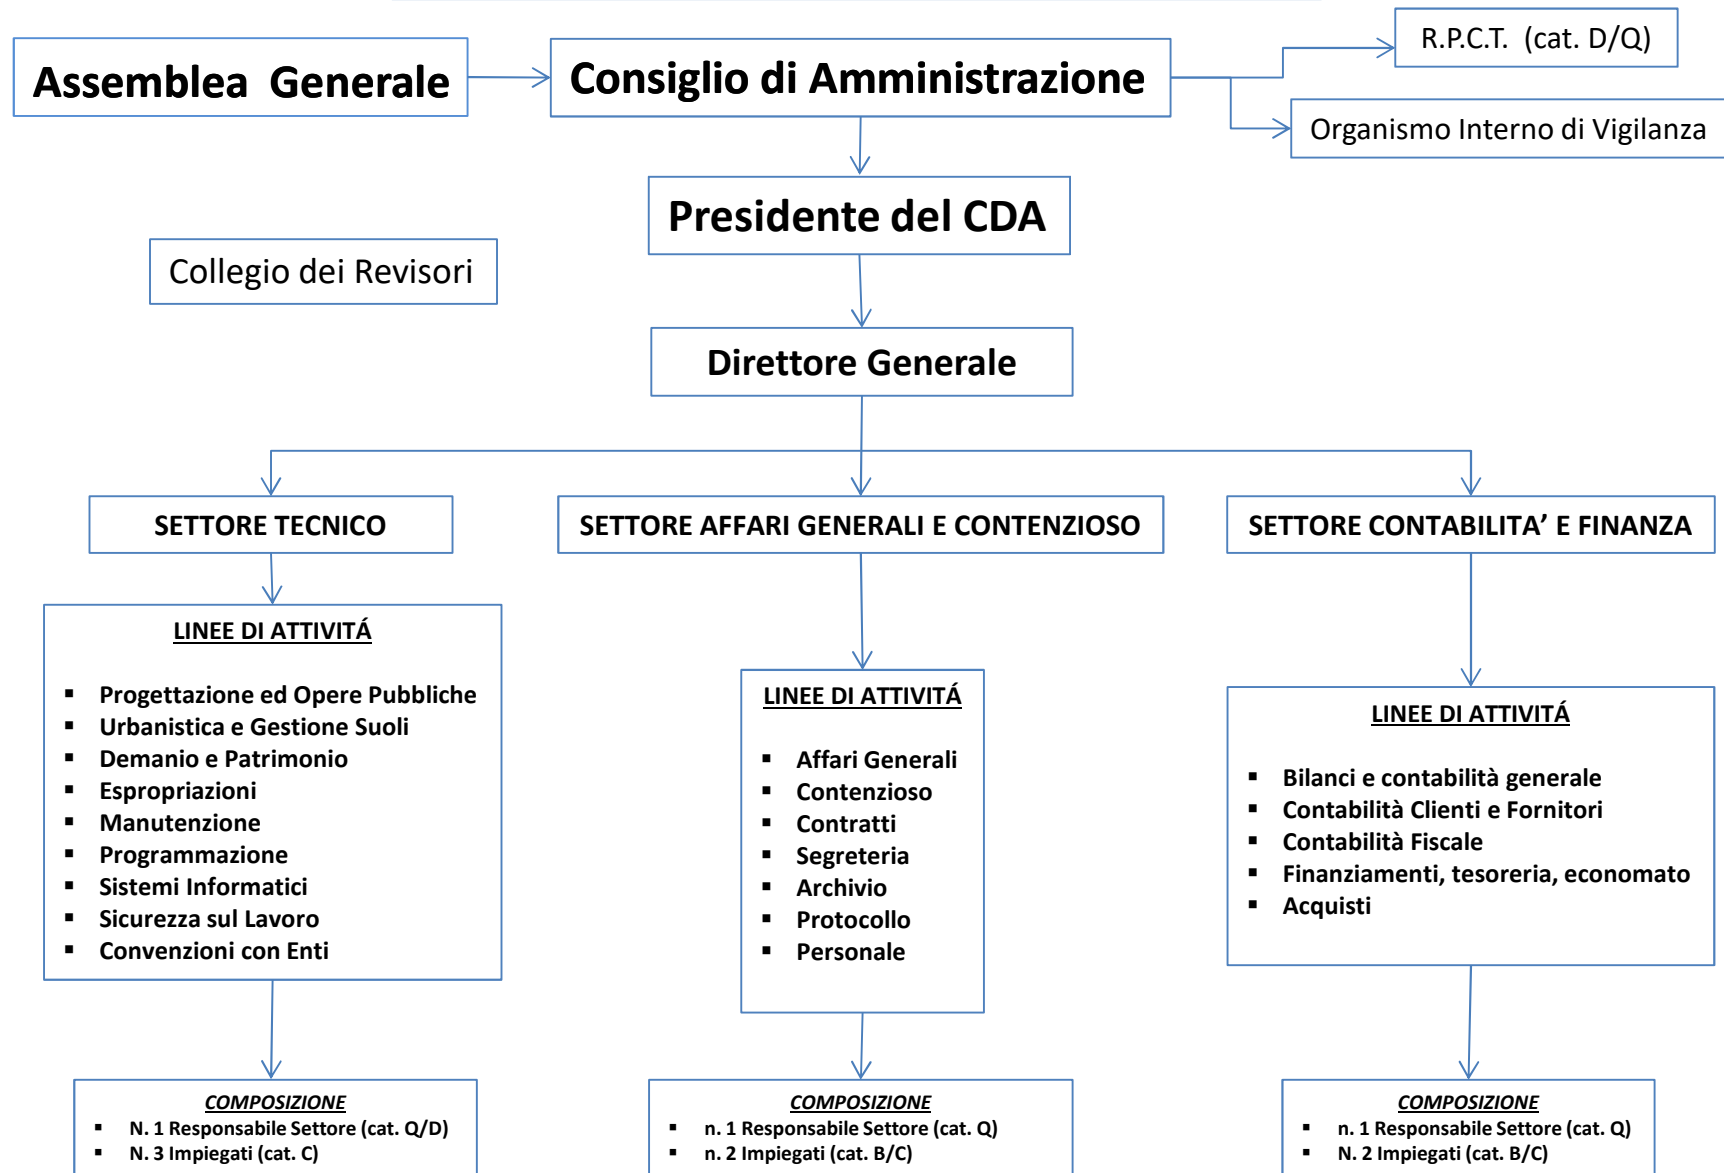 Assemblea  Generale
Consiglio di Amministrazione
R.P.C.T.  (cat. D/Q)
Organismo Interno di Vigilanza
Presidente del CDA
Collegio dei Revisori
Direttore Generale
SETTORE TECNICO
LINEE DI ATTIVITÁ
▪ Progettazione ed Opere Pubbliche
▪ Urbanistica e Gestione Suoli
▪ Demanio e Patrimonio
▪ Espropriazioni
▪ Manutenzione
▪ Programmazione
▪ Sistemi Informatici
▪ Sicurezza sul Lavoro
▪ Convenzioni con Enti
COMPOSIZIONE
▪ N. 1 Responsabile Settore (cat. Q/D)
▪ N. 3 Impiegati (cat. C)
SETTORE AFFARI GENERALI E CONTENZIOSO
LINEE DI ATTIVITÁ
▪ Affari Generali
▪ Contenzioso
▪ Contratti
▪ Segreteria
▪ Archivio
▪ Protocollo
▪ Personale
COMPOSIZIONE
▪ n. 1 Responsabile Settore (cat. Q)
▪ n. 2 Impiegati (cat. B/C)
SETTORE CONTABILITA’ E FINANZA
LINEE DI ATTIVITÁ
▪ Bilanci e contabilità generale
▪ Contabilità Clienti e Fornitori
▪ Contabilità Fiscale
▪ Finanziamenti, tesoreria, economato
▪ Acquisti
COMPOSIZIONE
▪ n. 1 Responsabile Settore (cat. Q)
▪ N. 2 Impiegati (cat. B/C)